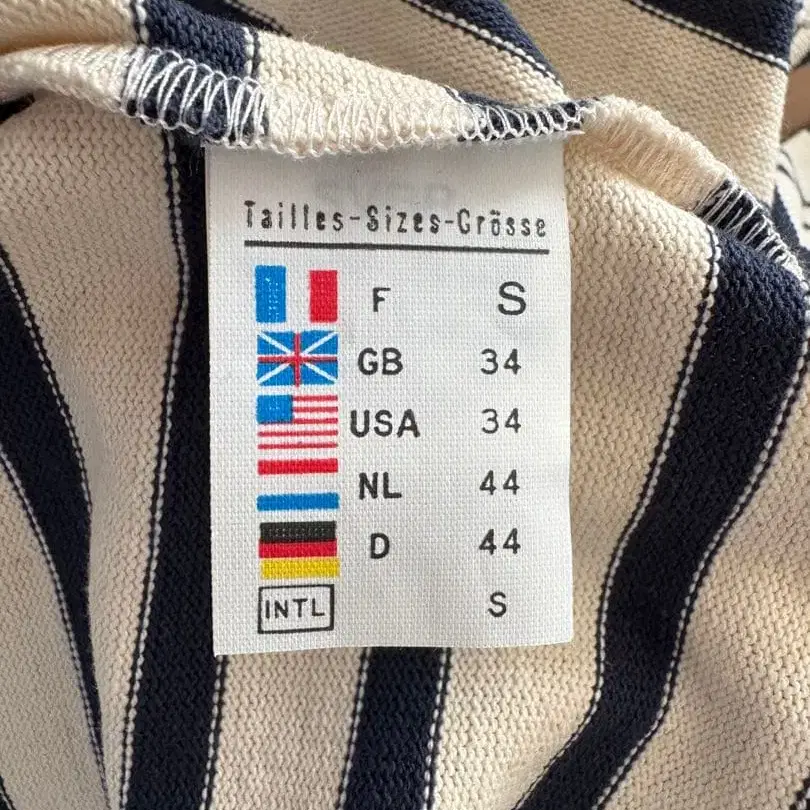 Tailles-Sizes-Grösse
F S
GB 34
USA 34
NL 44
D 44
INTL S